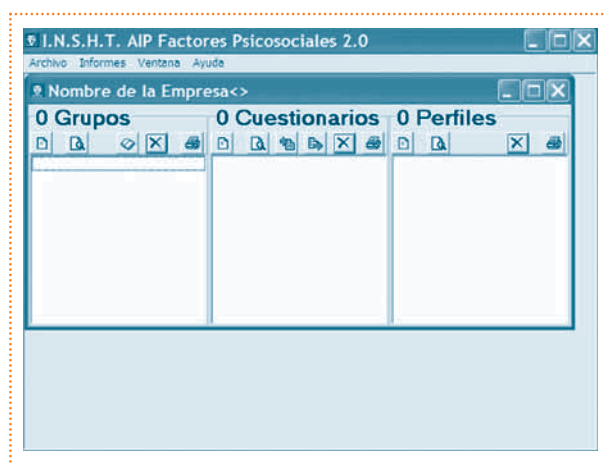 I.N.S.H.T. AIP Factores Psicosociales 2.0
Archivo Informes Ventana Ayuda
Nombre de la Empresa<>
0 Grupos 0 Cuestionarios 0 Perfiles